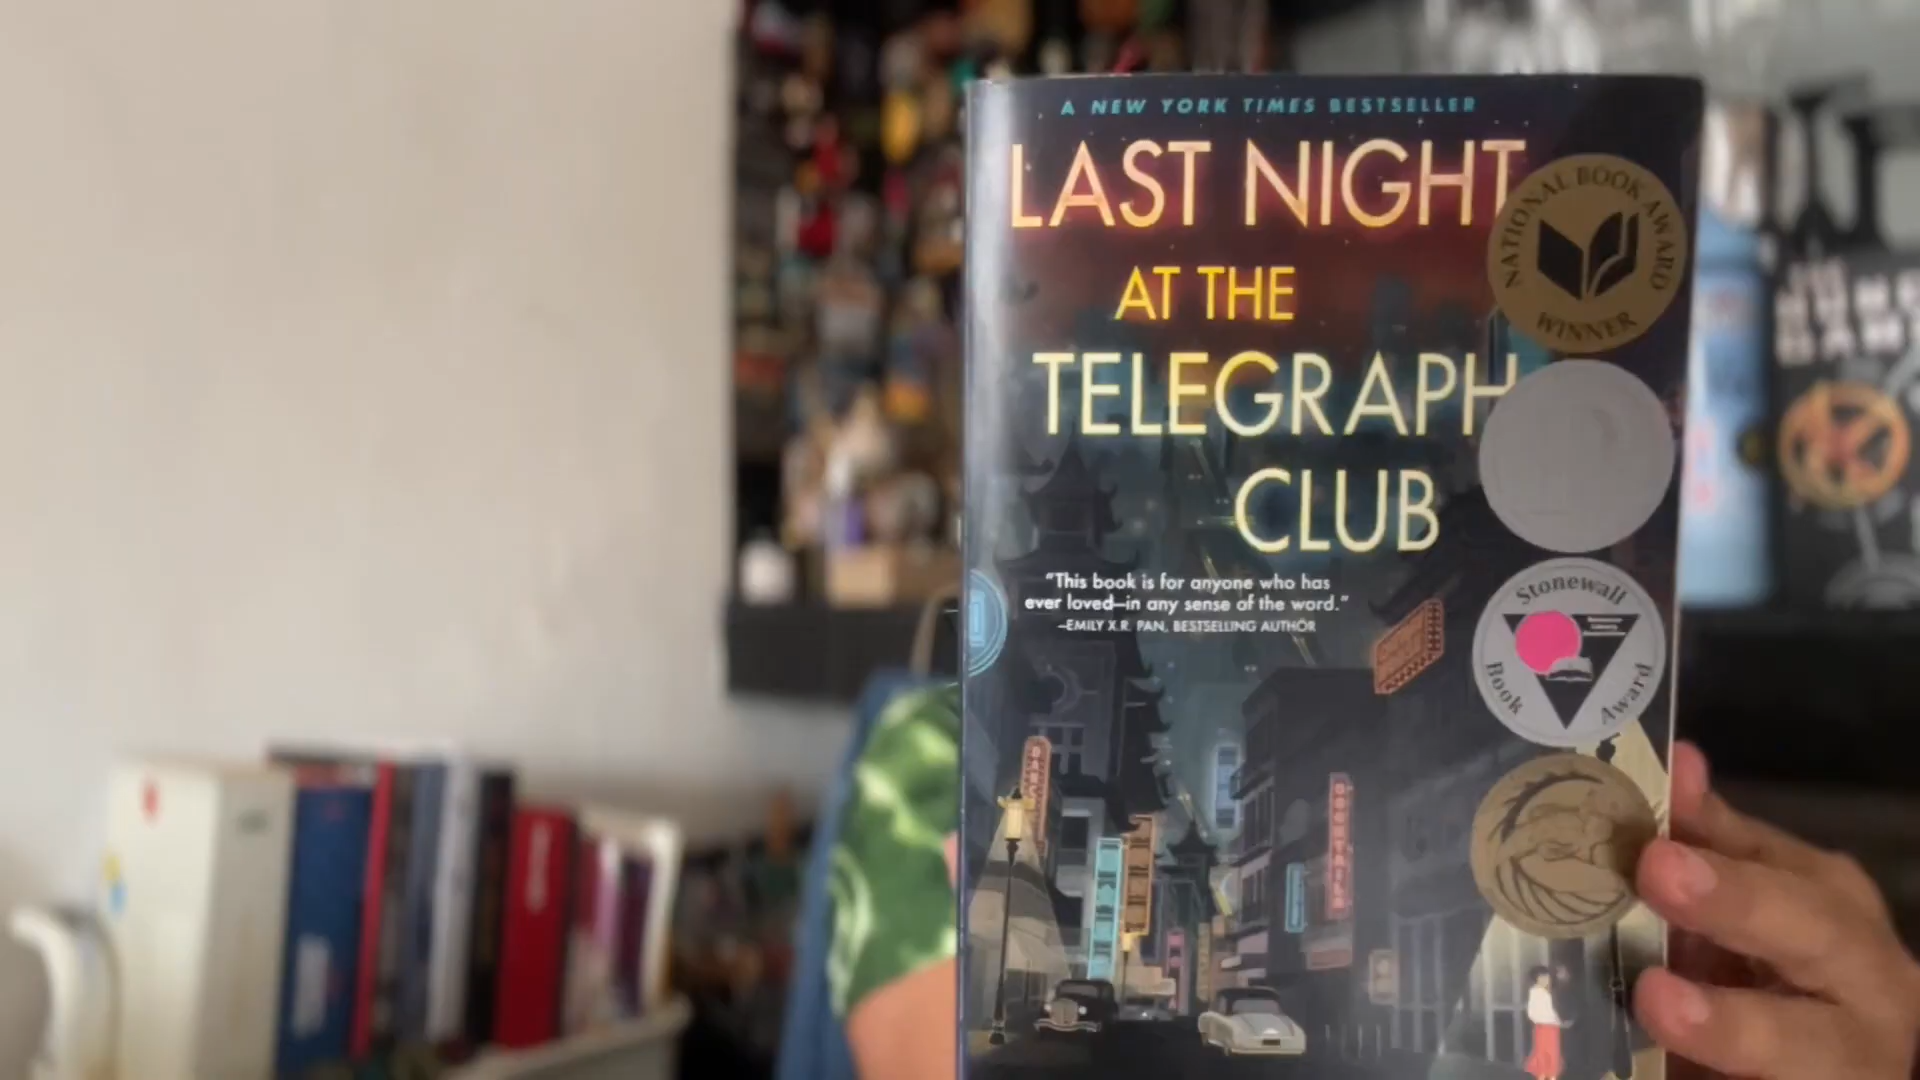 A NEW YORK TIMES BESTSELLER
LAST NIGHT
AT THE
TELEGRAPH
CLUB
"This book is for anyone who has
ever loved—in any sense of the word."
—EMILY X.R. PAN, BESTSELLING AUTHOR
NATIONAL BOOK AWARD
WINNER
Stonewall
Book Award